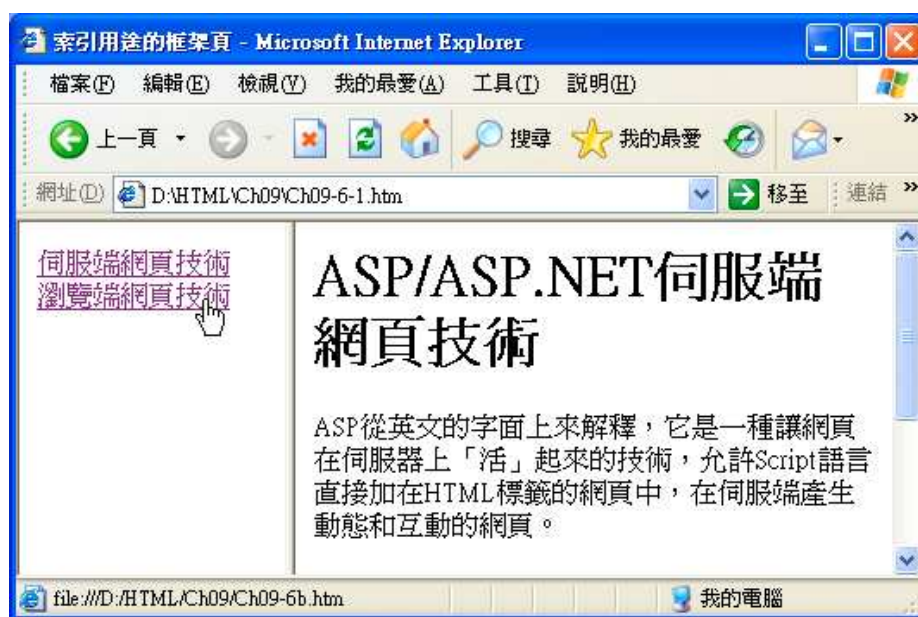 索引用途的框架頁 - Microsoft Internet Explorer
檔案(F) 編輯(E) 檢視(V) 我的最愛(A) 工具(T) 說明(H)
上一頁 搜尋 我的最愛 »
網址(D) D:\HTML\Ch09\Ch09-6-1.htm 移至 連結 »
伺服端網頁技術
瀏覽端網頁技術
ASP/ASP.NET伺服端
網頁技術
ASP從英文的字面上來解釋，它是一種讓網頁
在伺服器上「活」起來的技術，允許Script語言
直接加在HTML標籤的網頁中，在伺服端產生
動態和互動的網頁。
file:///D:/HTML/Ch09/Ch09-6b.htm 我的電腦